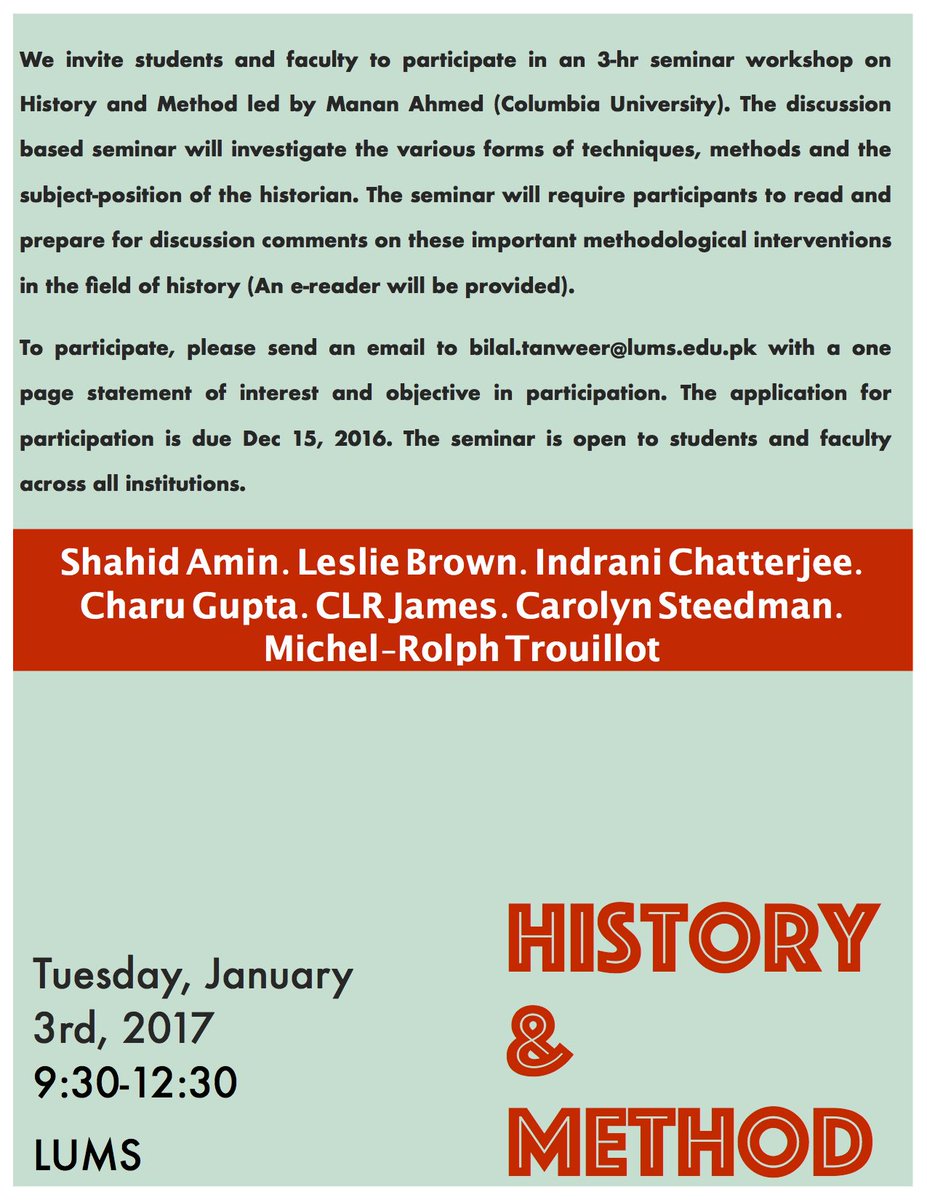 We invite students and faculty to participate in an 3-hr seminar workshop on
History and Method led by Manan Ahmed (Columbia University). The discussion
based seminar will investigate the various forms of techniques, methods and the
subject-position of the historian. The seminar will require participants to read and
prepare for discussion comments on these important methodological interventions
in the field of history (An e-reader will be provided).
To participate, please send an email to bilal.tanweer@lums.edu.pk with a one
page statement of interest and objective in participation. The application for
participation is due Dec 15, 2016. The seminar is open to students and faculty
across all institutions.
Shahid Amin. Leslie Brown. Indrani Chatterjee.
Charu Gupta. CLR James. Carolyn Steedman.
Michel-Rolph Trouillot
Tuesday, January
3rd, 2017
9:30-12:30
LUMS
HISTORY
&
METHOD